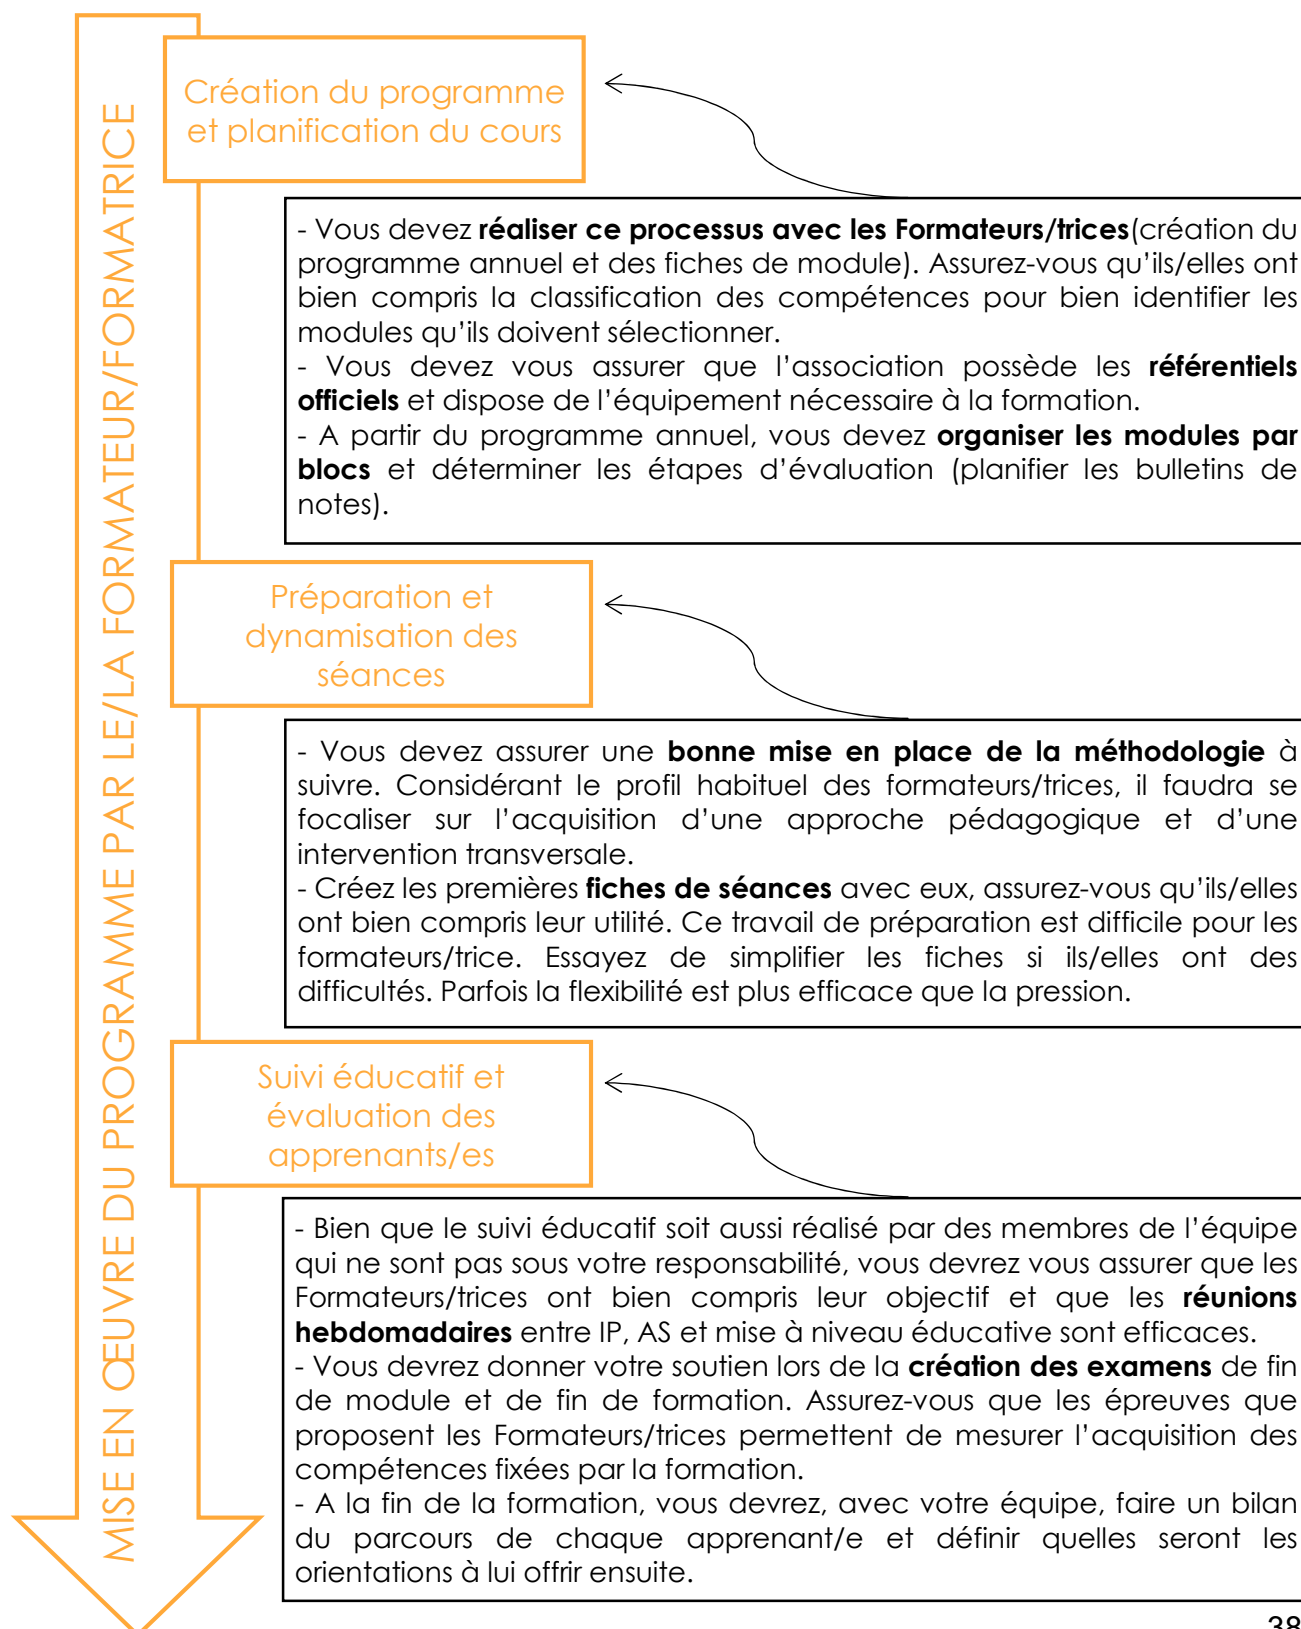 MISE EN ŒUVRE DU PROGRAMME PAR LE/LA FORMATEUR/FORMATRICE
Création du programme
et planification du cours
- Vous devez réaliser ce processus avec les Formateurs/trices(création du
programme annuel et des fiches de module). Assurez-vous qu’ils/elles ont
bien compris la classification des compétences pour bien identifier les
modules qu’ils doivent sélectionner.
- Vous devez vous assurer que l’association possède les référentiels
officiels et dispose de l’équipement nécessaire à la formation.
- A partir du programme annuel, vous devez organiser les modules par
blocs et déterminer les étapes d’évaluation (planifier les bulletins de
notes).
Préparation et
dynamisation des
séances
- Vous devez assurer une bonne mise en place de la méthodologie à
suivre. Considérant le profil habituel des formateurs/trices, il faudra se
focaliser sur l’acquisition d’une approche pédagogique et d’une
intervention transversale.
- Créez les premières fiches de séances avec eux, assurez-vous qu’ils/elles
ont bien compris leur utilité. Ce travail de préparation est difficile pour les
formateurs/trice. Essayez de simplifier les fiches si ils/elles ont des
difficultés. Parfois la flexibilité est plus efficace que la pression.
Suivi éducatif et
évaluation des
apprenants/es
- Bien que le suivi éducatif soit aussi réalisé par des membres de l’équipe
qui ne sont pas sous votre responsabilité, vous devrez vous assurer que les
Formateurs/trices ont bien compris leur objectif et que les réunions
hebdomadaires entre IP, AS et mise à niveau éducative sont efficaces.
- Vous devrez donner votre soutien lors de la création des examens de fin
de module et de fin de formation. Assurez-vous que les épreuves que
proposent les Formateurs/trices permettent de mesurer l’acquisition des
compétences fixées par la formation.
- A la fin de la formation, vous devrez, avec votre équipe, faire un bilan
du parcours de chaque apprenant/e et définir quelles seront les
orientations à lui offrir ensuite.
38